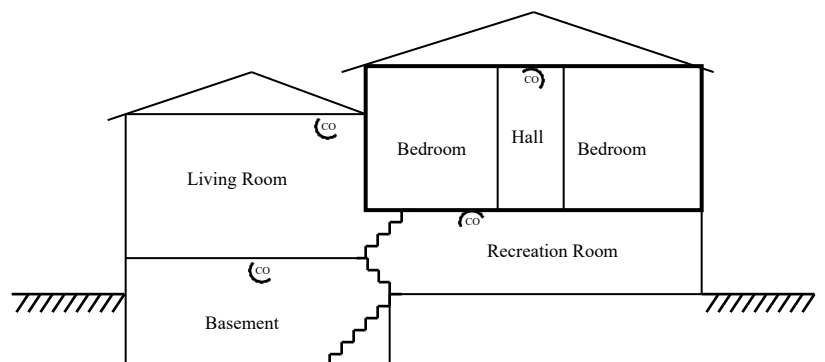 CO
CO
Hall
Bedroom
Bedroom
Living Room
CO
Recreation Room
CO
Basement